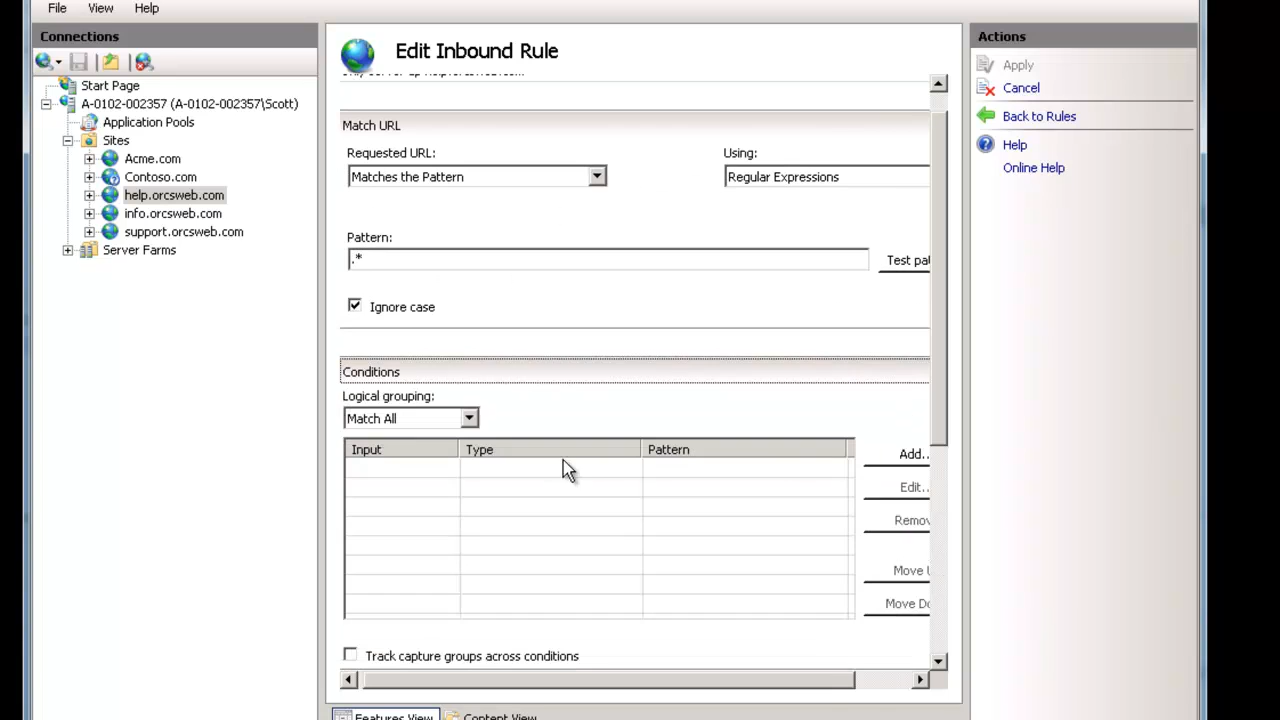 File View Help
Connections
Start Page
A-0102-002357 (A-0102-002357\Scott)
Application Pools
Sites
Acme.com
Contoso.com
help.orcsweb.com
info.orcsweb.com
support.orcsweb.com
Server Farms
Edit Inbound Rule
Match URL
Requested URL: Using:
Matches the Pattern Regular Expressions
Pattern:
.* Test pat
Ignore case
Conditions
Logical grouping:
Match All
Input Type Pattern
Add..
Edit..
Remov
Move U
Move Do
Track capture groups across conditions
Features View Content View
Actions
Apply
Cancel
Back to Rules
Help
Online Help